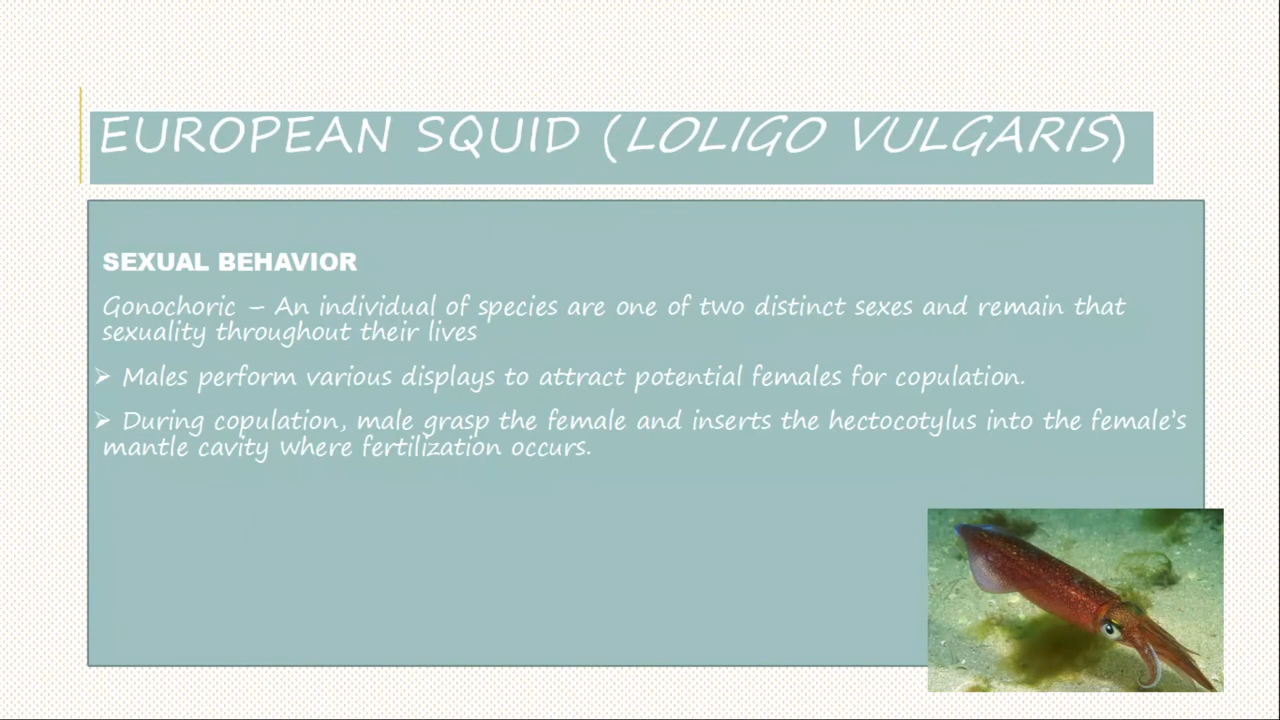 EUROPEAN SQUID (LOLIGO VULGARIS)
SEXUAL BEHAVIOR
Gonochoric – An individual of species are one of two distinct sexes and remain that
sexuality throughout their lives
➢ Males perform various displays to attract potential females for copulation.
➢ During copulation, male grasp the female and inserts the hectocotylus into the female's
mantle cavity where fertilization occurs.